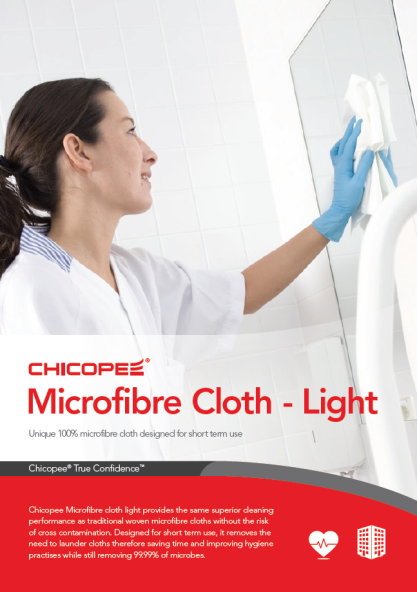 CHICOPEE®
Microfibre Cloth - Light
Unique 100% microfibre cloth designed for short term use
Chicopee® True Confidence™
Chicopee Microfibre cloth light provides the same superior cleaning
performance as traditional woven microfibre cloths without the risk
of cross contamination. Designed for short term use, it removes the
need to launder cloths therefore saving time and improving hygiene
practises while still removing 99.99% of microbes.